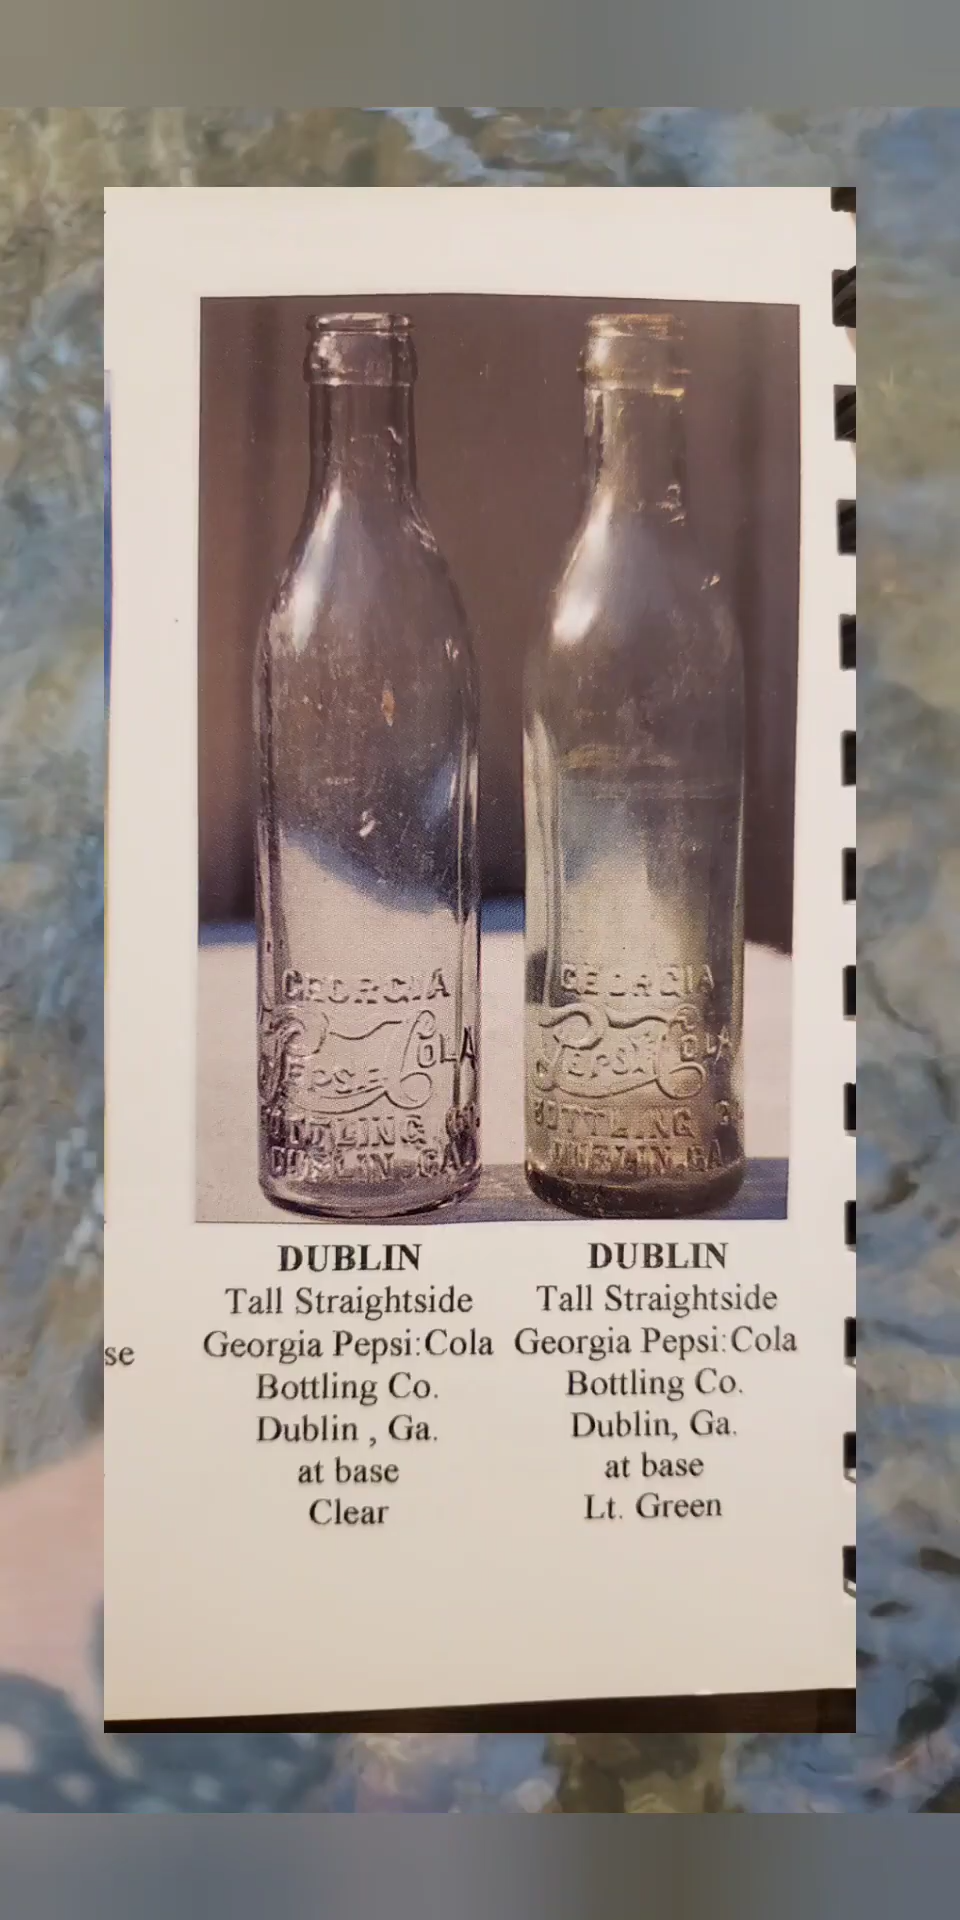 GEORGIA
PEPSI COLA
BOTTLING CO.
DUBLIN, GA.
GEORGIA
PEPSI COLA
BOTTLING
DUBLIN, GA
DUBLIN
Tall Straightside
Georgia Pepsi:Cola
Bottling Co.
Dublin , Ga.
at base
Clear
DUBLIN
Tall Straightside
Georgia Pepsi:Cola
Bottling Co.
Dublin, Ga.
at base
Lt. Green
se